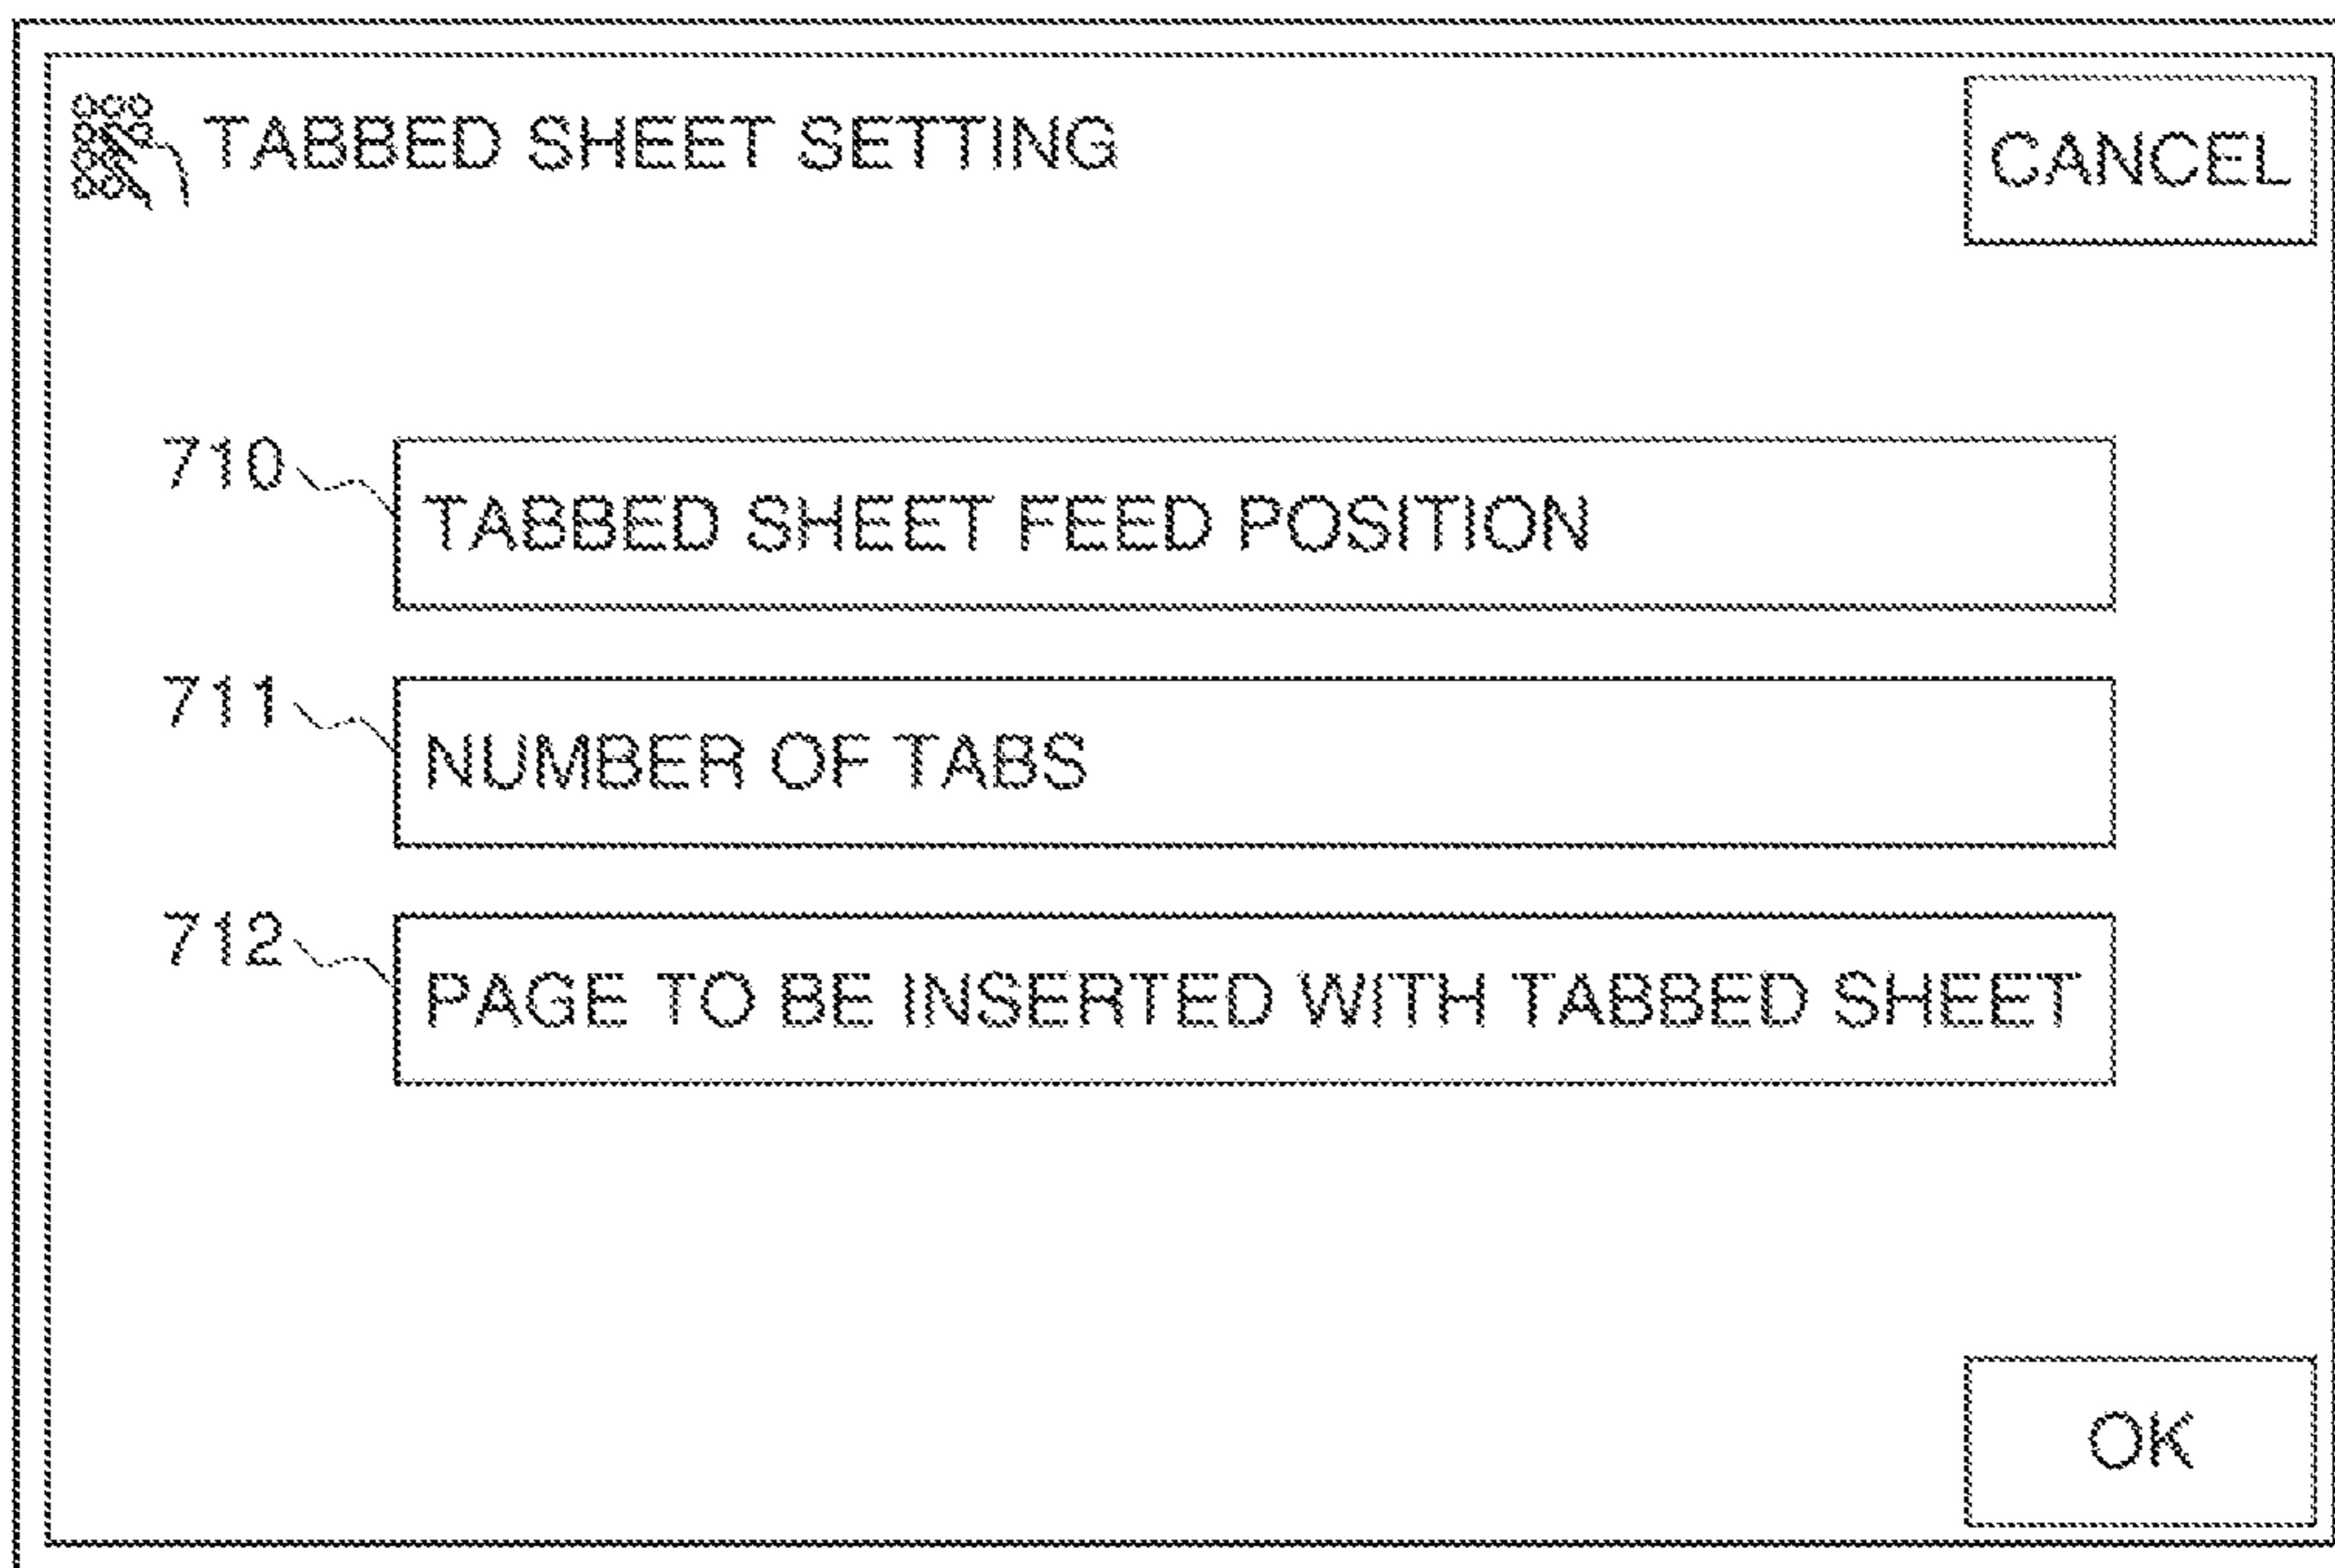 TABBED SHEET SETTING
CANCEL
710
TABBED SHEET FEED POSITION
711
NUMBER OF TABS
712
PAGE TO BE INSERTED WITH TABBED SHEET
OK